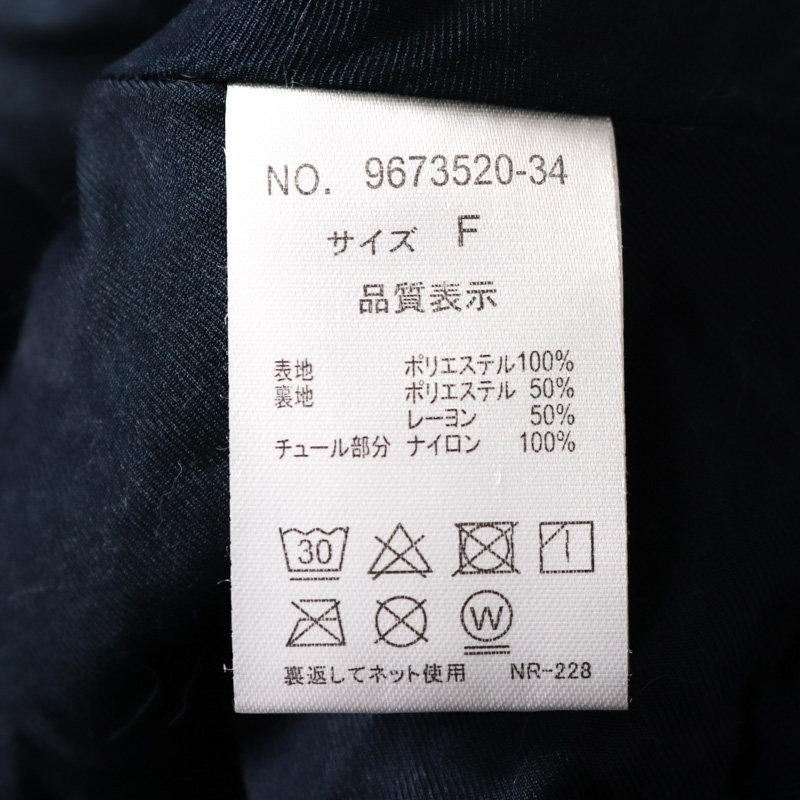 NO. 9673520-34
サイズ F
品質表示
表地 ポリエステル100%
裏地 ポリエステル 50%
レーヨン 50%
チュール部分 ナイロン 100%
30
W
裏返してネット使用 NR-228